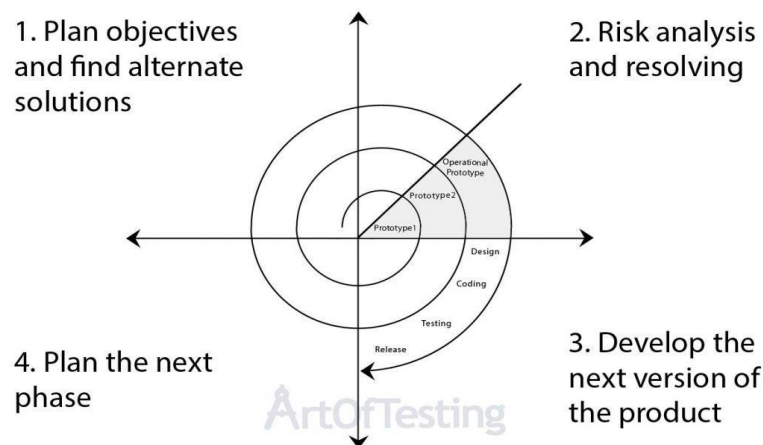 1. Plan objectives
and find alternate
solutions
2. Risk analysis
and resolving
Operational
Prototype
Prototype2
Prototype1
Design
Coding
Testing
Release
4. Plan the next
phase
3. Develop the
next version of
the product
ArtOfTesting